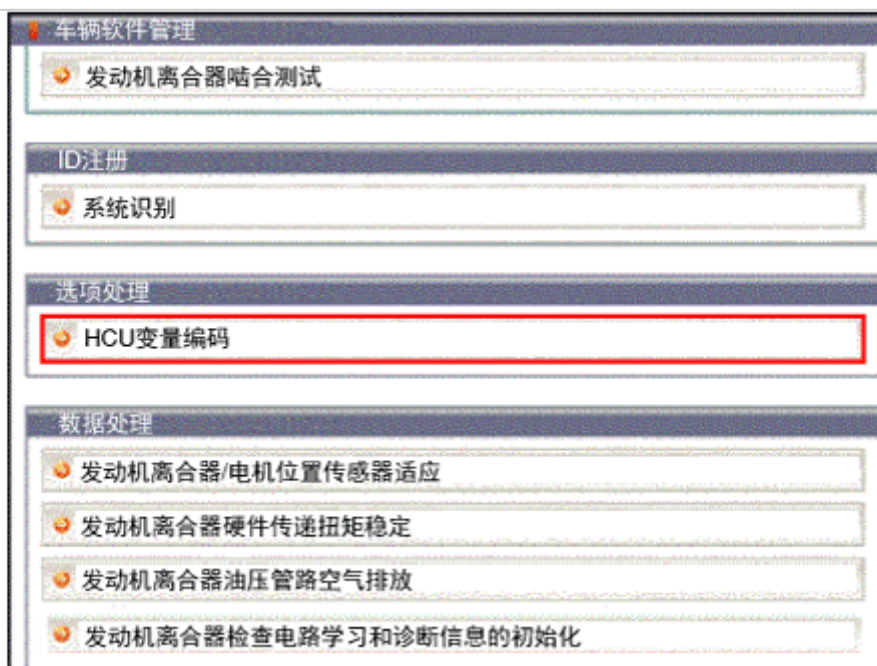 车辆软件管理
发动机离合器啮合测试
ID注册
系统识别
选项处理
HCU变量编码
数据处理
发动机离合器/电机位置传感器适应
发动机离合器硬件传递扭矩稳定
发动机离合器油压管路空气排放
发动机离合器检查电路学习和诊断信息的初始化